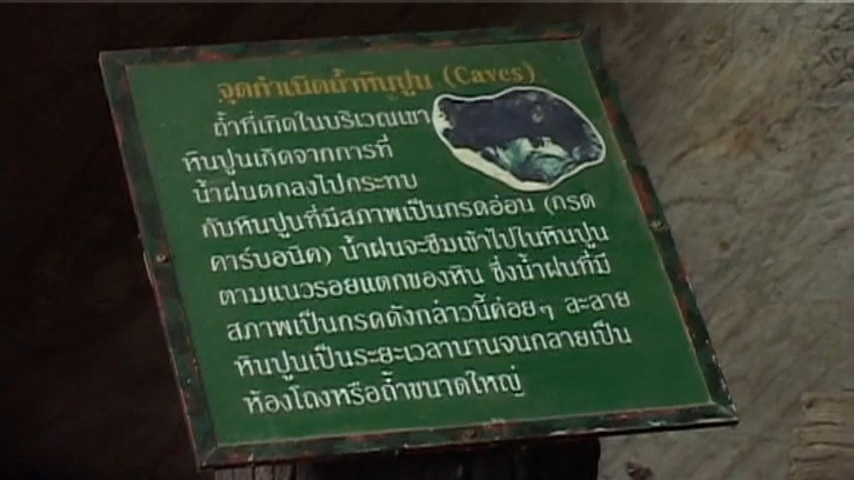 จุดกำเนิดถ้ำหินปูน (Caves)
ถ้ำที่เกิดในบริเวณเขา
หินปูนเกิดจากการที่
น้ำฝนตกลงไปกระทบ
กับหินปูนที่มีสภาพเป็นกรดอ่อน (กรด
คาร์บอนิค) น้ำฝนจะซึมเข้าไปในหินปูน
ตามแนวรอยแตกของหิน ซึ่งน้ำฝนที่มี
สภาพเป็นกรดดังกล่าวนี้ค่อยๆ ละลาย
หินปูนเป็นระยะเวลานานจนกลายเป็น
ห้องโถงหรือถ้ำขนาดใหญ่